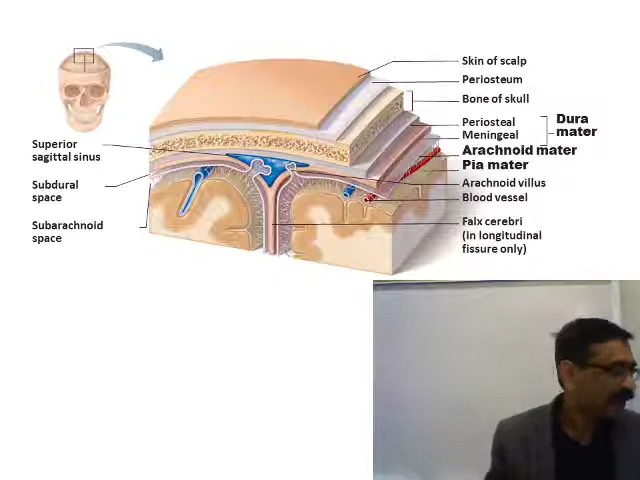 Skin of scalp
Periosteum
Bone of skull
Periosteal
Meningeal
Dura
mater
Arachnoid mater
Pia mater
Arachnoid villus
Blood vessel
Falx cerebri
(in longitudinal
fissure only)
Superior
sagittal sinus
Subdural
space
Subarachnoid
space